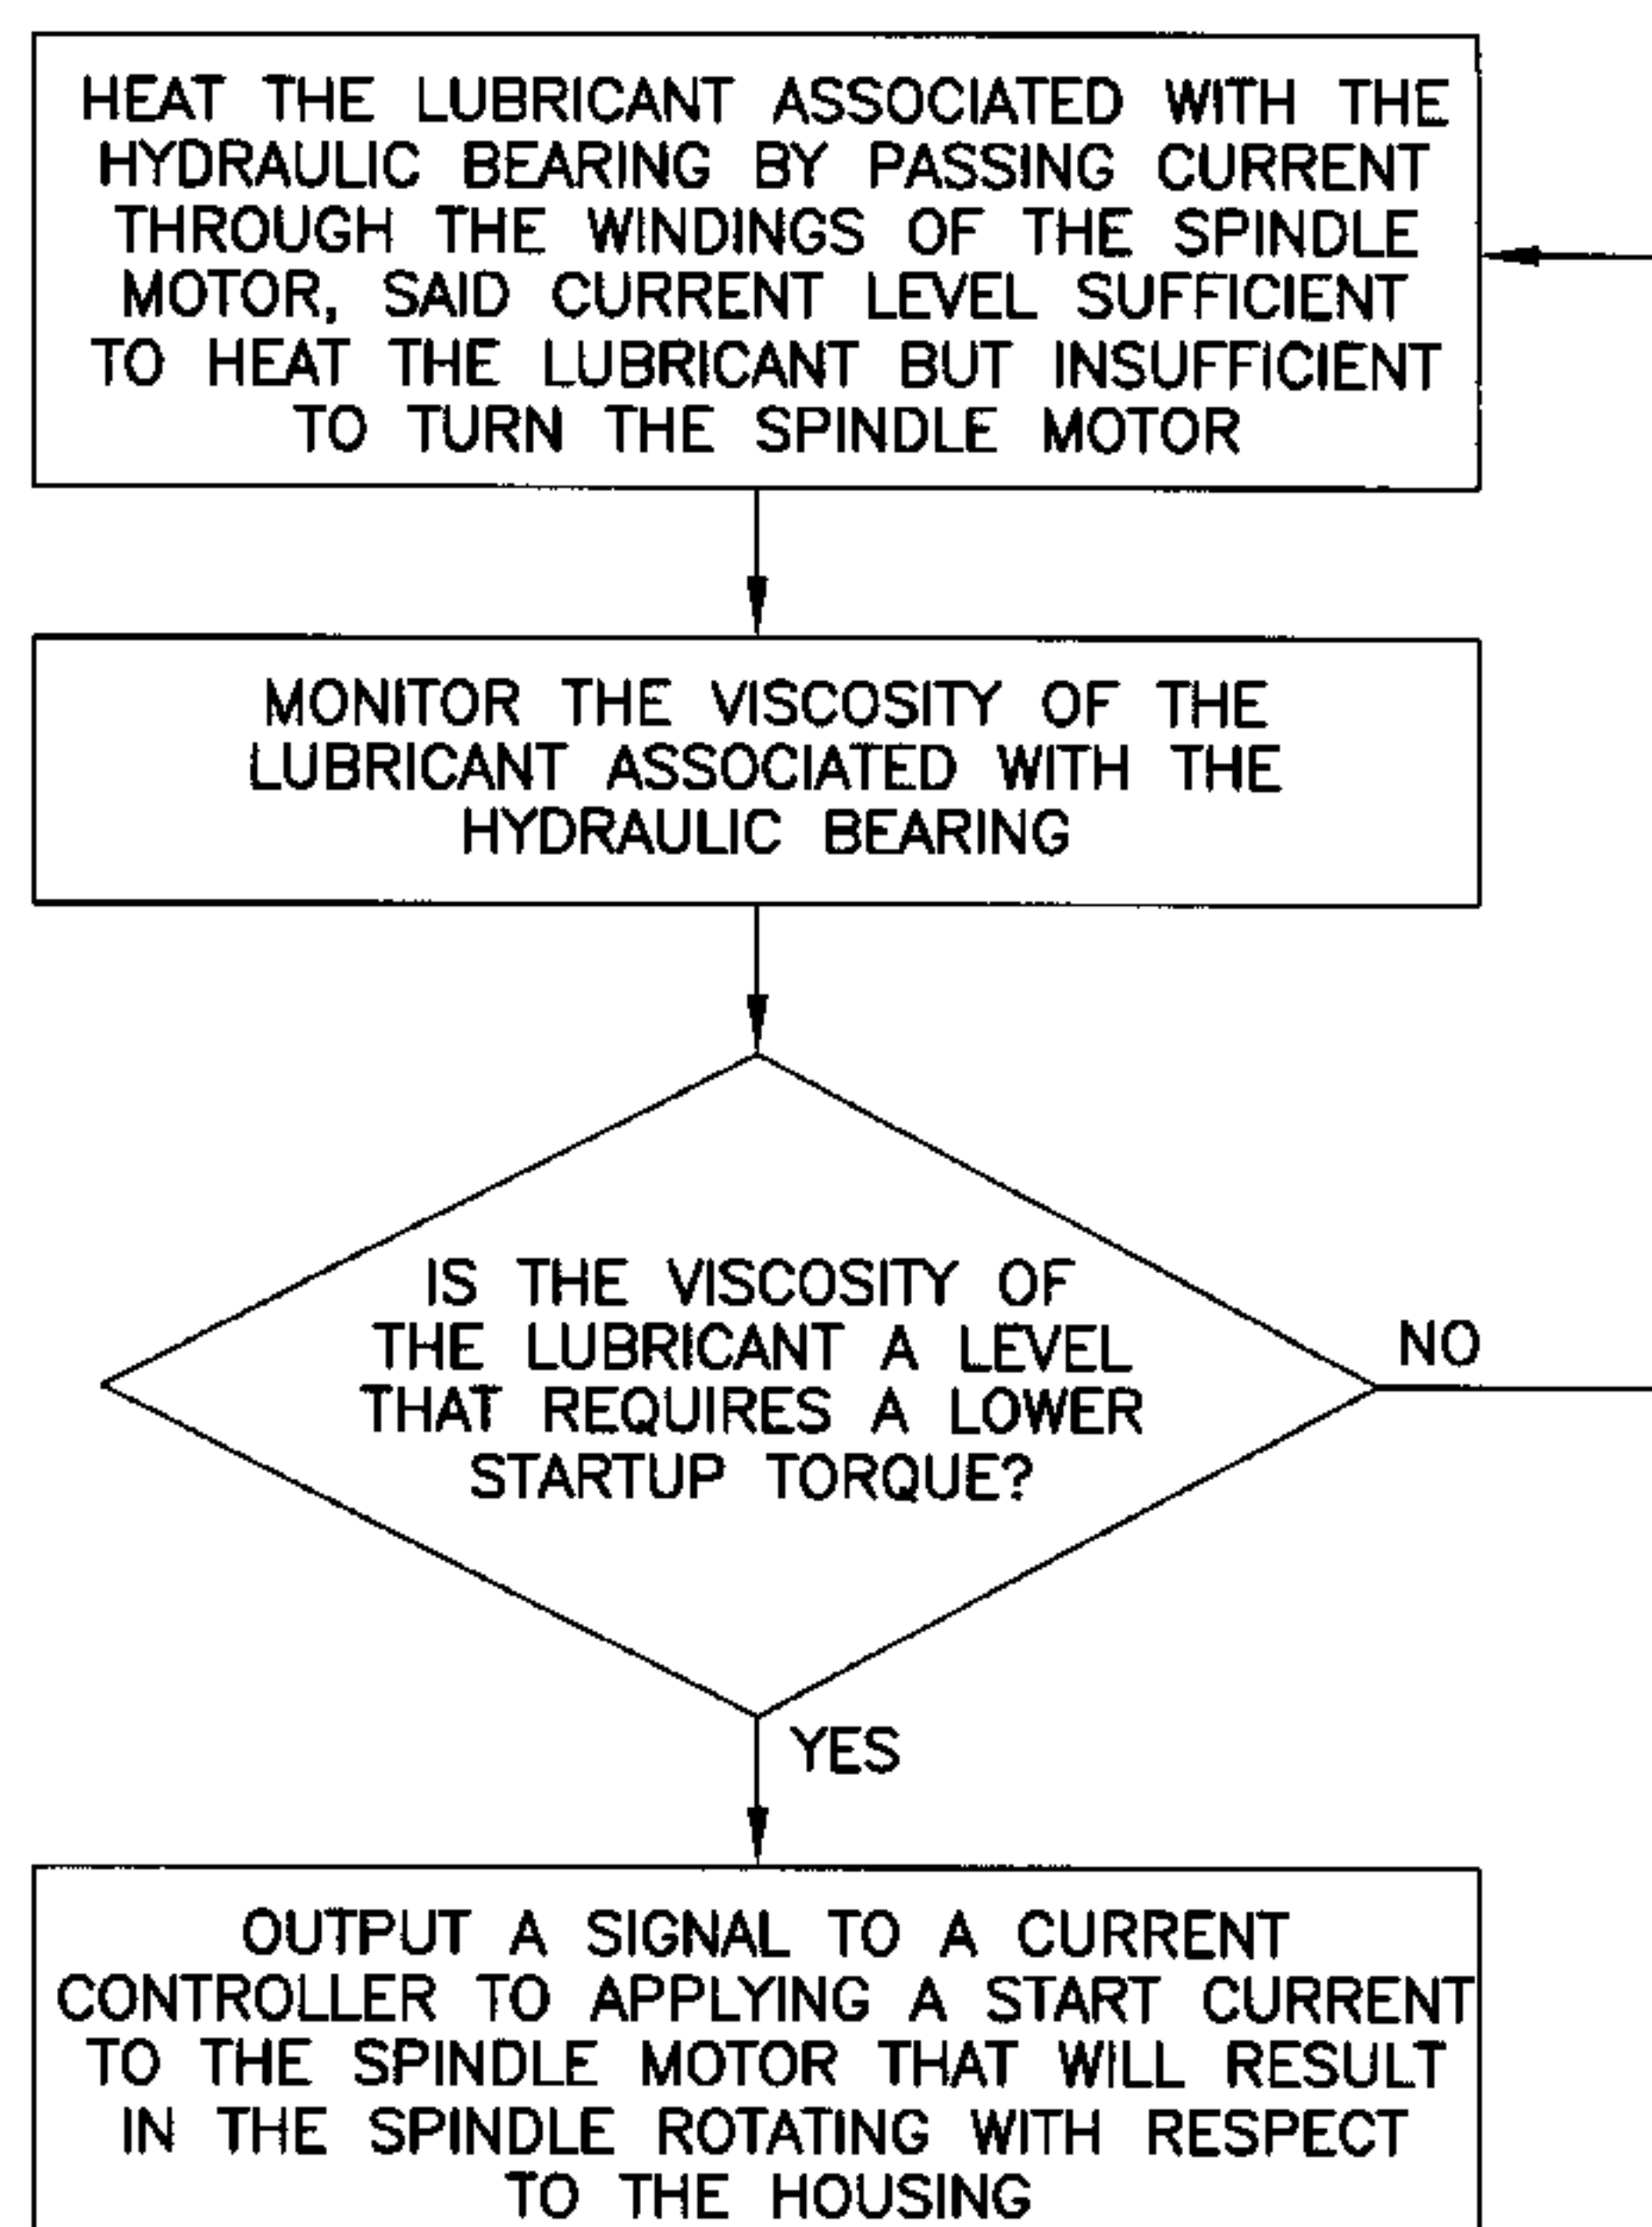 HEAT THE LUBRICANT ASSOCIATED WITH THE
HYDRAULIC BEARING BY PASSING CURRENT
THROUGH THE WINDINGS OF THE SPINDLE
MOTOR, SAID CURRENT LEVEL SUFFICIENT
TO HEAT THE LUBRICANT BUT INSUFFICIENT
TO TURN THE SPINDLE MOTOR
MONITOR THE VISCOSITY OF THE
LUBRICANT ASSOCIATED WITH THE
HYDRAULIC BEARING
IS THE VISCOSITY OF
THE LUBRICANT A LEVEL
THAT REQUIRES A LOWER
STARTUP TORQUE?
NO
YES
OUTPUT A SIGNAL TO A CURRENT
CONTROLLER TO APPLYING A START CURRENT
TO THE SPINDLE MOTOR THAT WILL RESULT
IN THE SPINDLE ROTATING WITH RESPECT
TO THE HOUSING